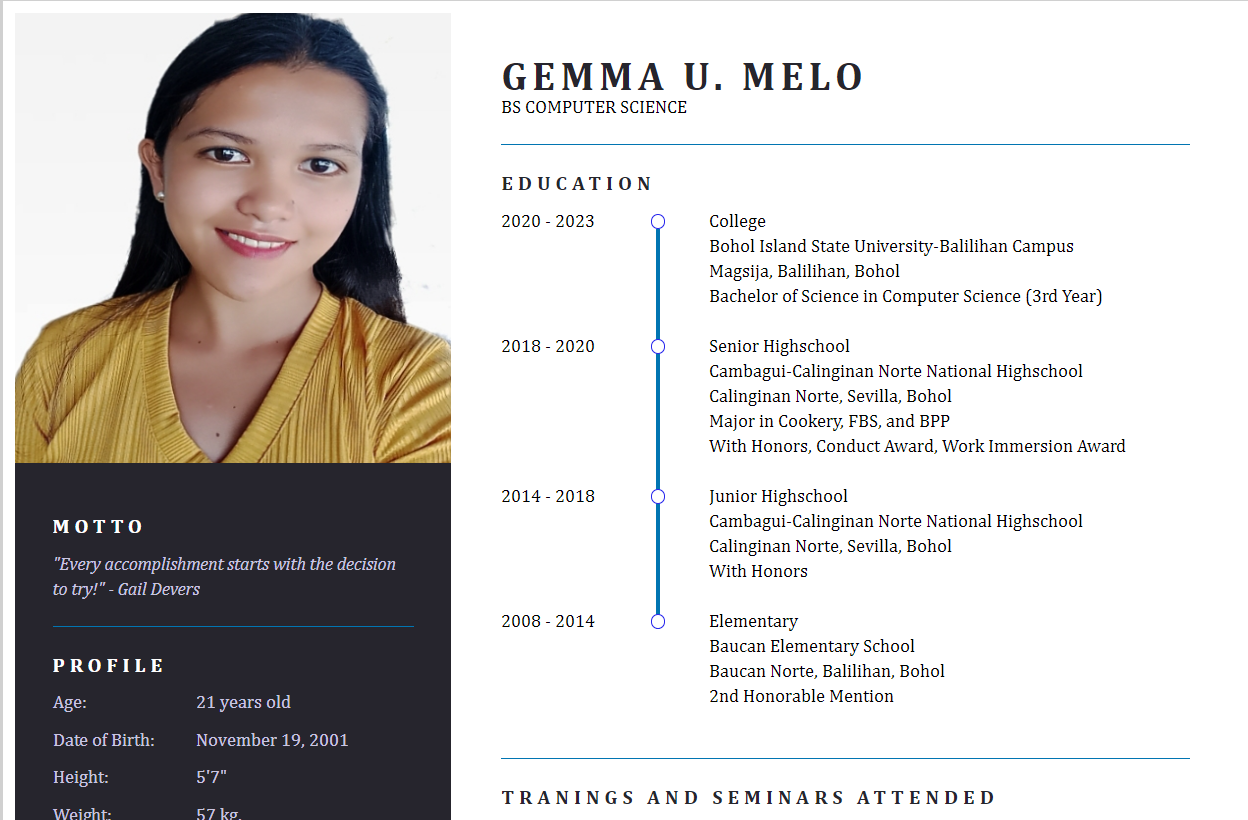 GEMMA U. MELO
BS COMPUTER SCIENCE
EDUCATION
2020 - 2023
College
Bohol Island State University-Balilihan Campus
Magsija, Balilihan, Bohol
Bachelor of Science in Computer Science (3rd Year)
2018 - 2020
Senior Highschool
Cambagui-Calinginan Norte National Highschool
Calinginan Norte, Sevilla, Bohol
Major in Cookery, FBS, and BPP
With Honors, Conduct Award, Work Immersion Award
2014 - 2018
Junior Highschool
Cambagui-Calinginan Norte National Highschool
Calinginan Norte, Sevilla, Bohol
With Honors
2008 - 2014
Elementary
Baucan Elementary School
Baucan Norte, Balilihan, Bohol
2nd Honorable Mention
TRANINGS AND SEMINARS ATTENDED
MOTTO
"Every accomplishment starts with the decision
to try!" - Gail Devers
PROFILE
Age: 21 years old
Date of Birth: November 19, 2001
Height: 5'7"
Weight: 57 kg.